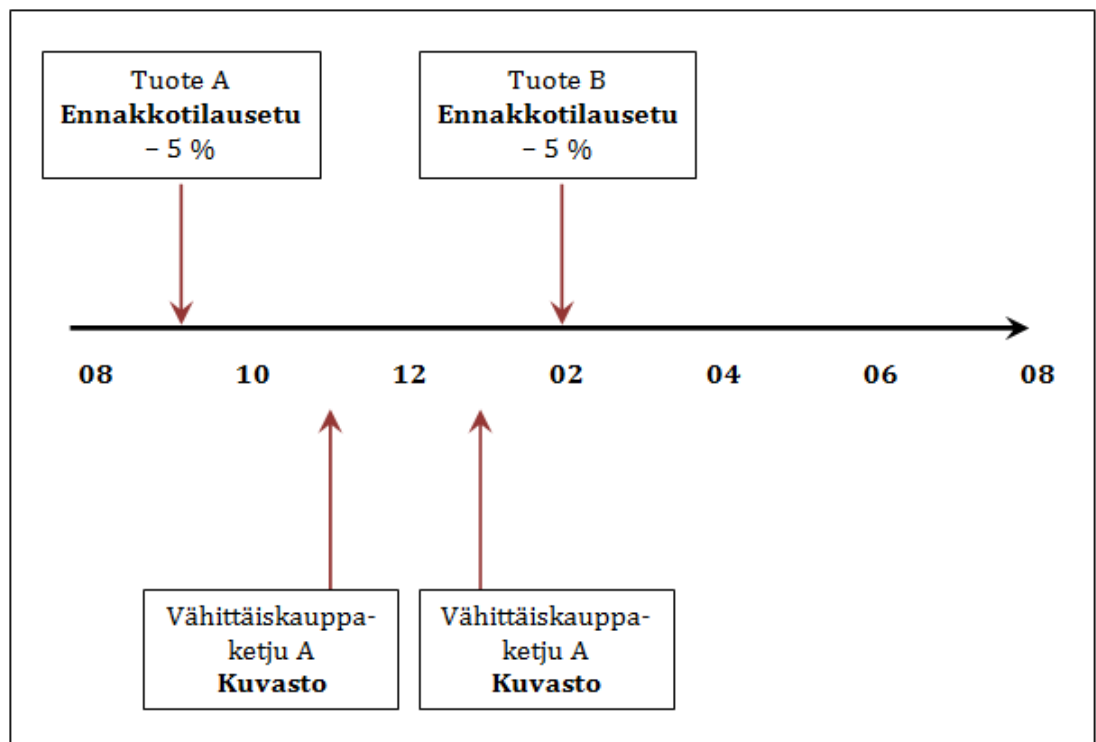 Tuote A
Ennakkotilausetu
– 5 %
Tuote B
Ennakkotilausetu
– 5 %
08 10 12 02 04 06 08
Vähittäiskauppa-
ketju A
Kuvasto
Vähittäiskauppa-
ketju A
Kuvasto